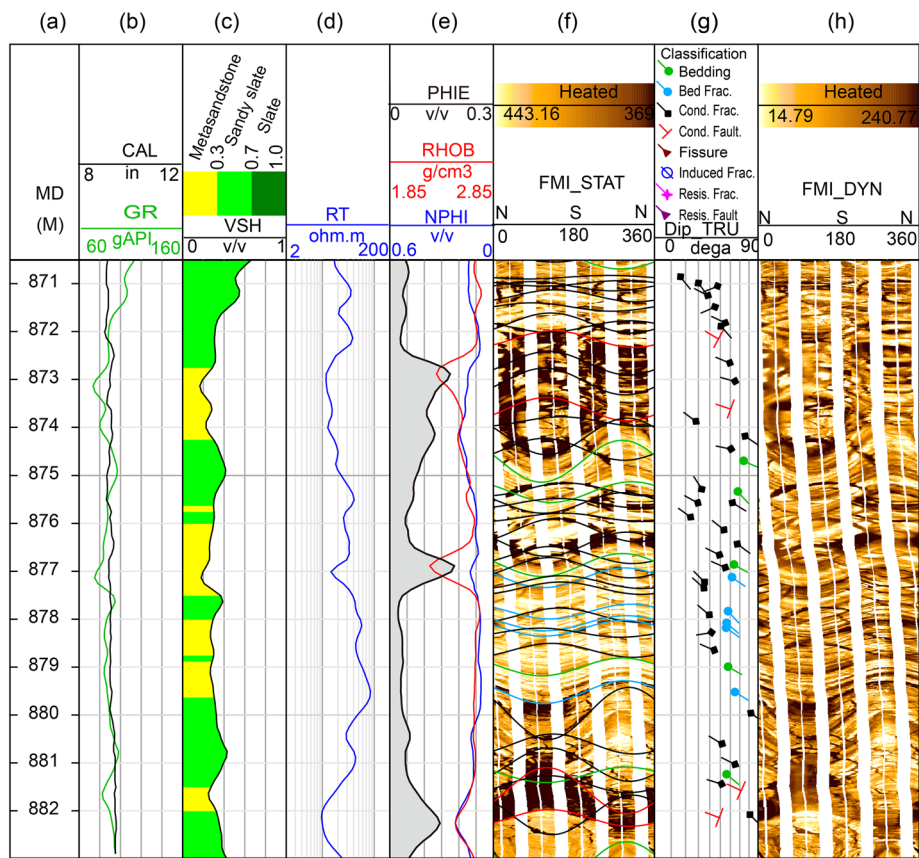 (a) (b) (c) (d) (e) (f) (g) (h)
MD
(M)
CAL
8 in 12
GR
60 gAPI 160
Metasandstone
Sandy slate
Slate
0.3 0.7 1.0
VSH
0 v/v 1
RT
ohm.m
2 200
PHIE
0 v/v 0.3
RHOB
g/cm3
1.85 2.85
NPHI
v/v
0.6 0
Heated
443.16 369
FMI_STAT
N S N
0 180 360
Classification
Bedding
Bed Frac.
Cond. Frac.
Cond. Fault.
Fissure
Induced Frac.
Resis. Frac.
Resis. Fault
Dip_TRU
0 dega 90
Heated
14.79 240.77
FMI_DYN
N S N
0 180 360
871
872
873
874
875
876
877
878
879
880
881
882